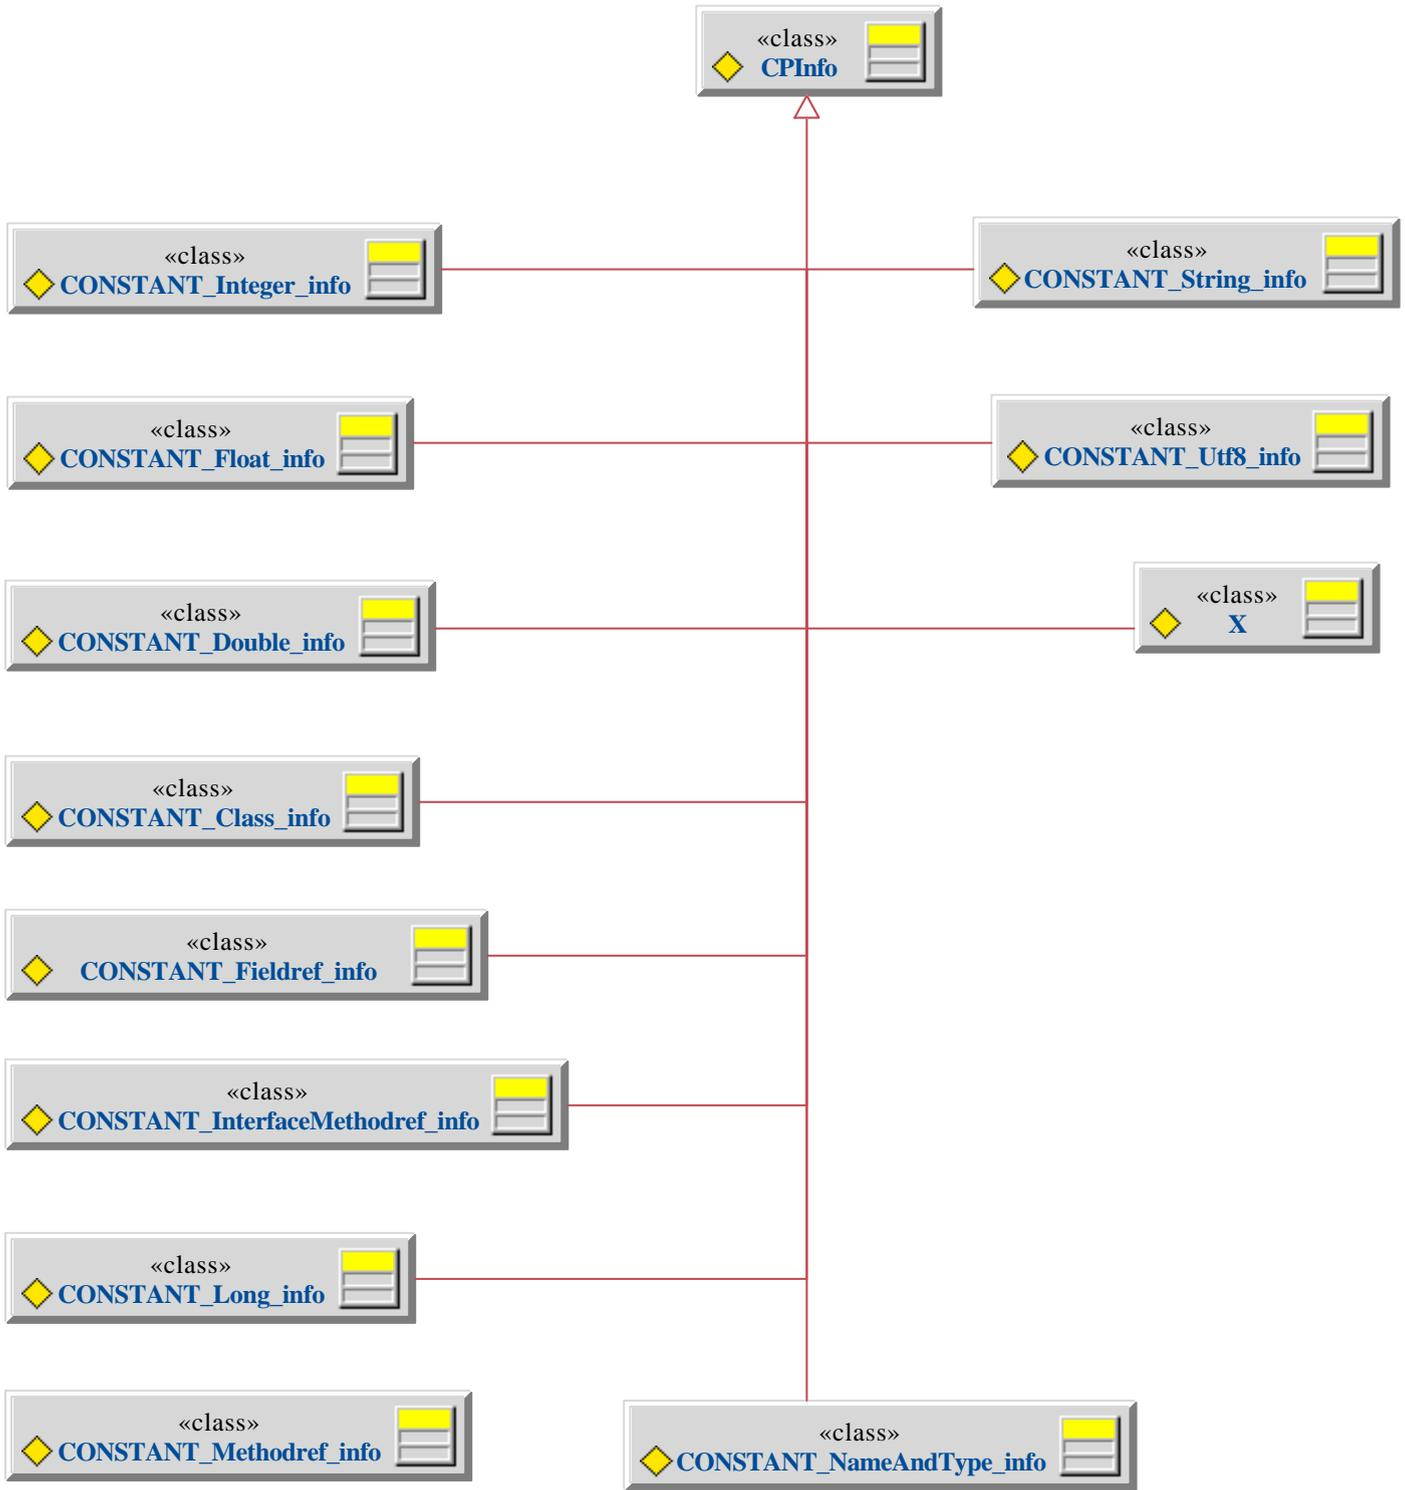 «class»
CPInfo
«class»
CONSTANT_Integer_info
«class»
CONSTANT_String_info
«class»
CONSTANT_Float_info
«class»
CONSTANT_Utf8_info
«class»
CONSTANT_Double_info
«class»
X
«class»
CONSTANT_Class_info
«class»
CONSTANT_Fieldref_info
«class»
CONSTANT_InterfaceMethodref_info
«class»
CONSTANT_Long_info
«class»
CONSTANT_Methodref_info
«class»
CONSTANT_NameAndType_info